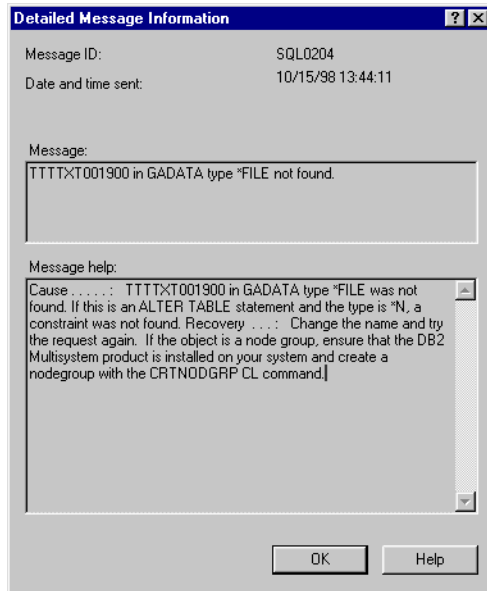 Detailed Message Information
Message ID: SQL0204
Date and time sent: 10/15/98 13:44:11
Message:
TTTTXT001900 in GADATA type *FILE not found.
Message help:
Cause . . . . . : TTTTXT001900 in GADATA type *FILE was not
found. If this is an ALTER TABLE statement and the type is *N, a
constraint was not found. Recovery . . . : Change the name and try
the request again. If the object is a node group, ensure that the DB2
Multisystem product is installed on your system and create a
nodegroup with the CRTNODGRP CL command.
OK Help